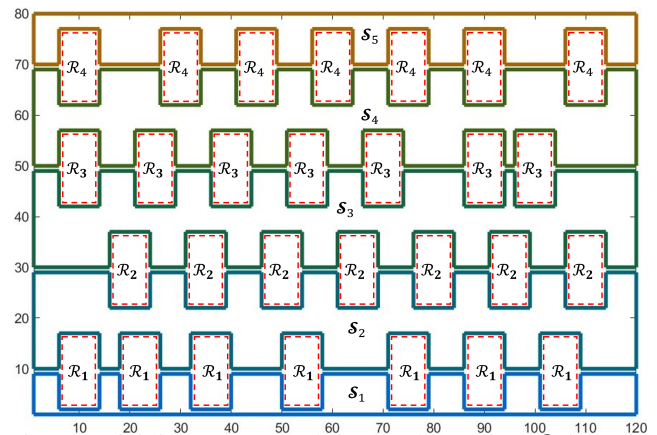 80
𝓢5
70
ℛ4 ℛ4 ℛ4 ℛ4 ℛ4 ℛ4 ℛ4
60
𝓢4
50
ℛ3 ℛ3 ℛ3 ℛ3 ℛ3 ℛ3 ℛ3
40
𝓢3
30
ℛ2 ℛ2 ℛ2 ℛ2 ℛ2 ℛ2 ℛ2
20
𝓢2
10
ℛ1 ℛ1 ℛ1 ℛ1 ℛ1 ℛ1 ℛ1
𝓢1
10 20 30 40 50 60 70 80 90 100 110 120